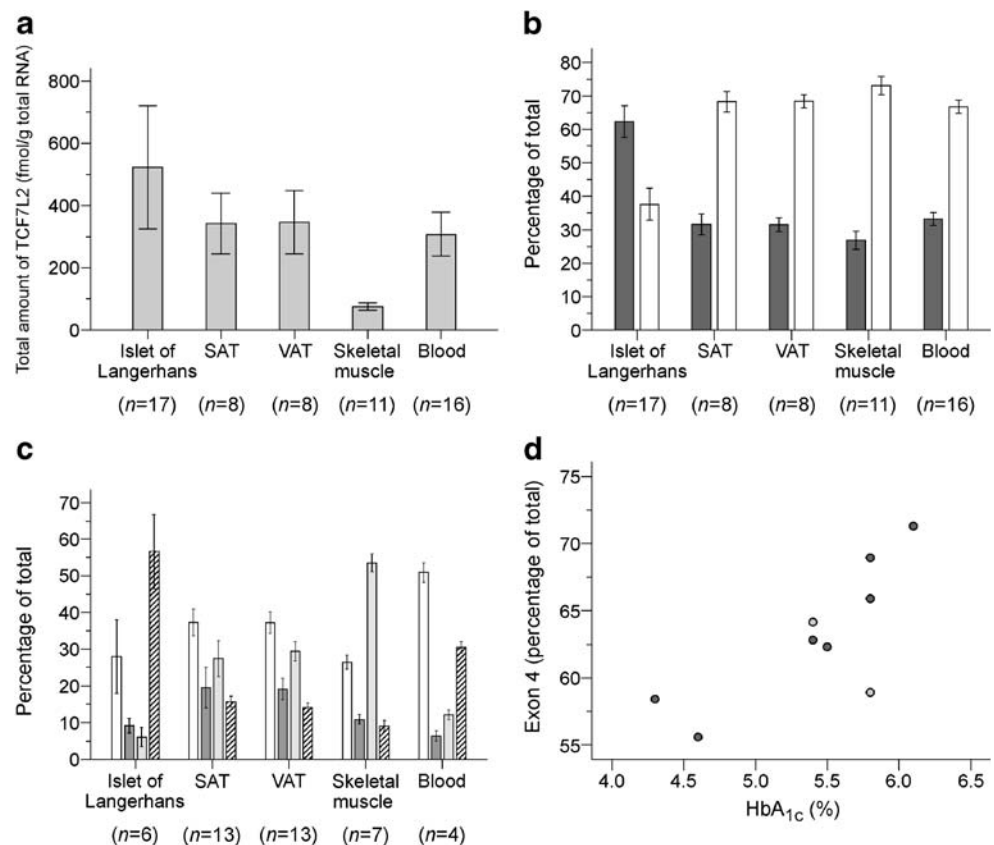 a
Total amount of TCF7L2 (fmol/g total RNA)
800
600
400
200
0
Islet of Langerhans
SAT
VAT
Skeletal muscle
Blood
(n=17)
(n=8)
(n=8)
(n=11)
(n=16)
b
Percentage of total
80
70
60
50
40
30
20
10
0
Islet of Langerhans
SAT
VAT
Skeletal muscle
Blood
(n=17)
(n=8)
(n=8)
(n=11)
(n=16)
c
Percentage of total
70
60
50
40
30
20
10
0
Islet of Langerhans
SAT
VAT
Skeletal muscle
Blood
(n=6)
(n=13)
(n=13)
(n=7)
(n=4)
d
Exon 4 (percentage of total)
75
70
65
60
55
4.0
4.5
5.0
5.5
6.0
6.5
HbA1c (%)